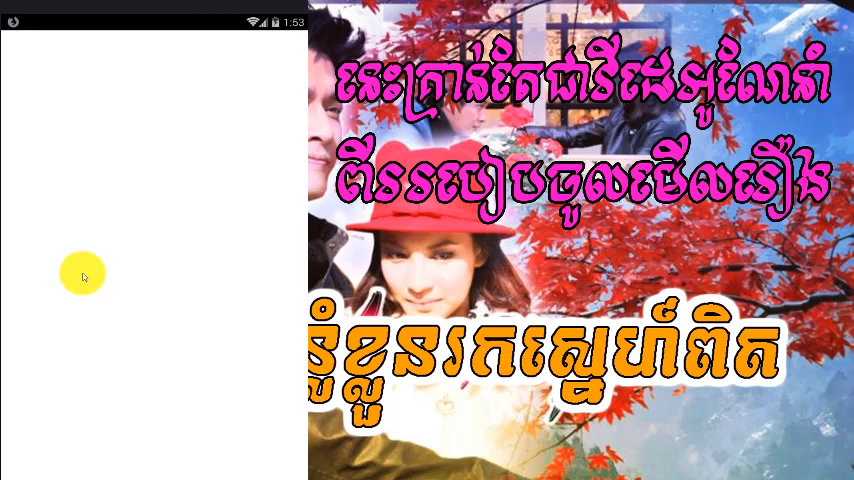 1:53
នេះគ្រាន់តែជាវីដេអូណែនាំ
ពីររបៀបចូលមើលរឿង
ខ្លួនរកស្នេហ៍ពិត